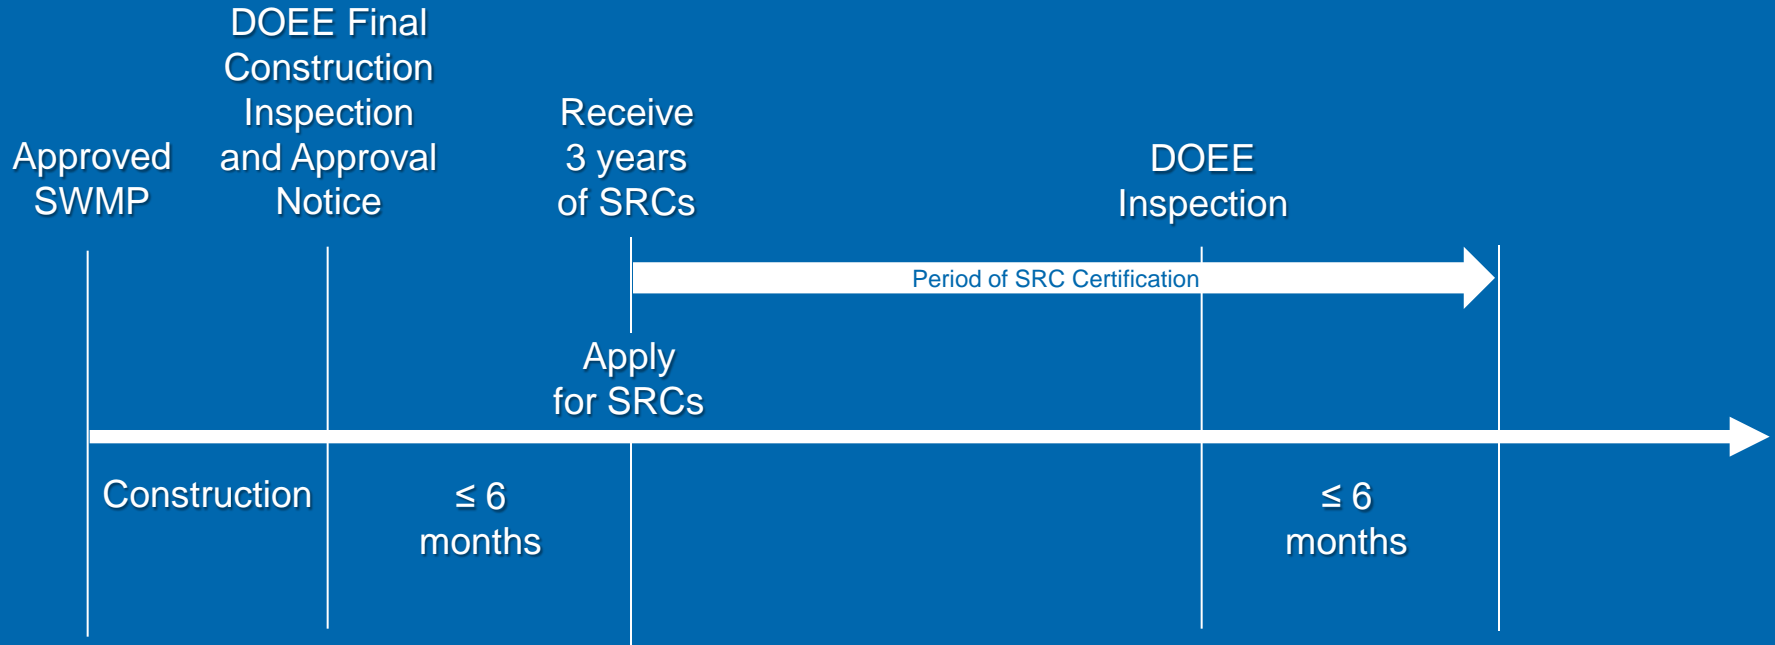 Approved
SWMP
DOEE Final
Construction
Inspection
and Approval
Notice
Receive
3 years
of SRCs
DOEE
Inspection
Period of SRC Certification
Apply
for SRCs
Construction
≤ 6
months
≤ 6
months